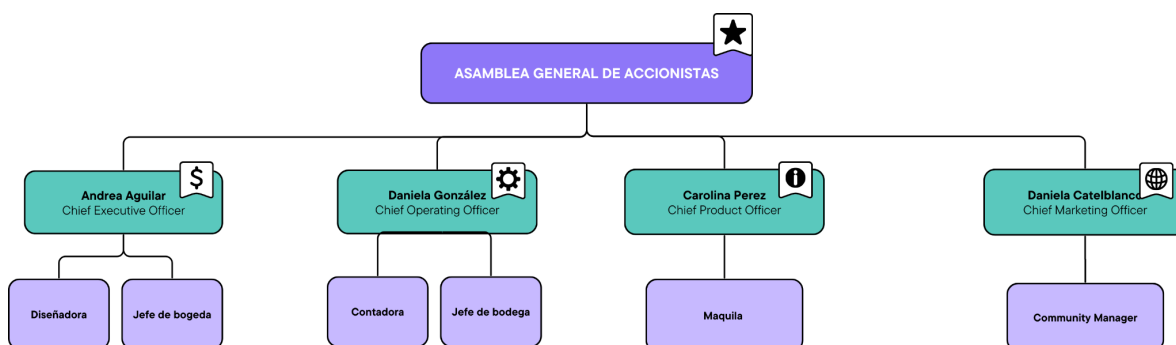 ASAMBLEA GENERAL DE ACCIONISTAS
$
Andrea Aguilar
Chief Executive Officer
Daniela González
Chief Operating Officer
Carolina Perez
Chief Product Officer
Daniela Catelblanco
Chief Marketing Officer
Diseñadora
Jefe de bogeda
Contadora
Jefe de bodega
Maquila
Community Manager